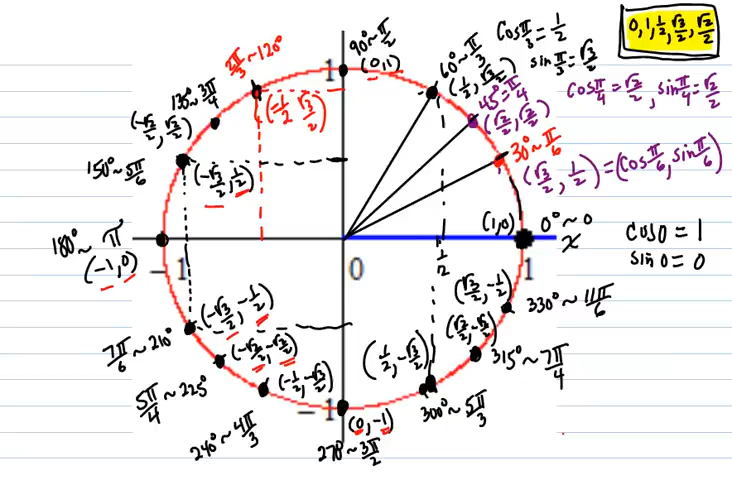 0, 1, 1/2, √3/2, √2/2
90° ~ π/2
(0,1)
1
2π/3 ~ 120°
(-1/2, √3/2)
135° ~ 3π/4
(-√2/2, √2/2)
150° ~ 5π/6
(-√3/2, 1/2)
60° ~ π/3
(1/2, √3/2)
cos π/3 = 1/2
sin π/3 = √3/2
45° = π/4
(√2/2, √2/2)
cos π/4 = √2/2, sin π/4 = √2/2
30° ~ π/6
(√3/2, 1/2) = (cos π/6, sin π/6)
180° ~ π
(-1, 0)
-1
0
1/2
(1,0)
0° ~ 0
x
1
cos 0 = 1
sin 0 = 0
7π/6 ~ 210°
(-√3/2, -1/2)
5π/4 ~ 225°
(-√2/2, -√2/2)
240° ~ 4π/3
(-1/2, -√3/2)
-1
(0, -1)
270° ~ 3π/2
(1/2, -√3/2)
300° ~ 5π/3
(√2/2, -√2/2)
315° ~ 7π/4
(√3/2, -1/2)
330° ~ 11π/6